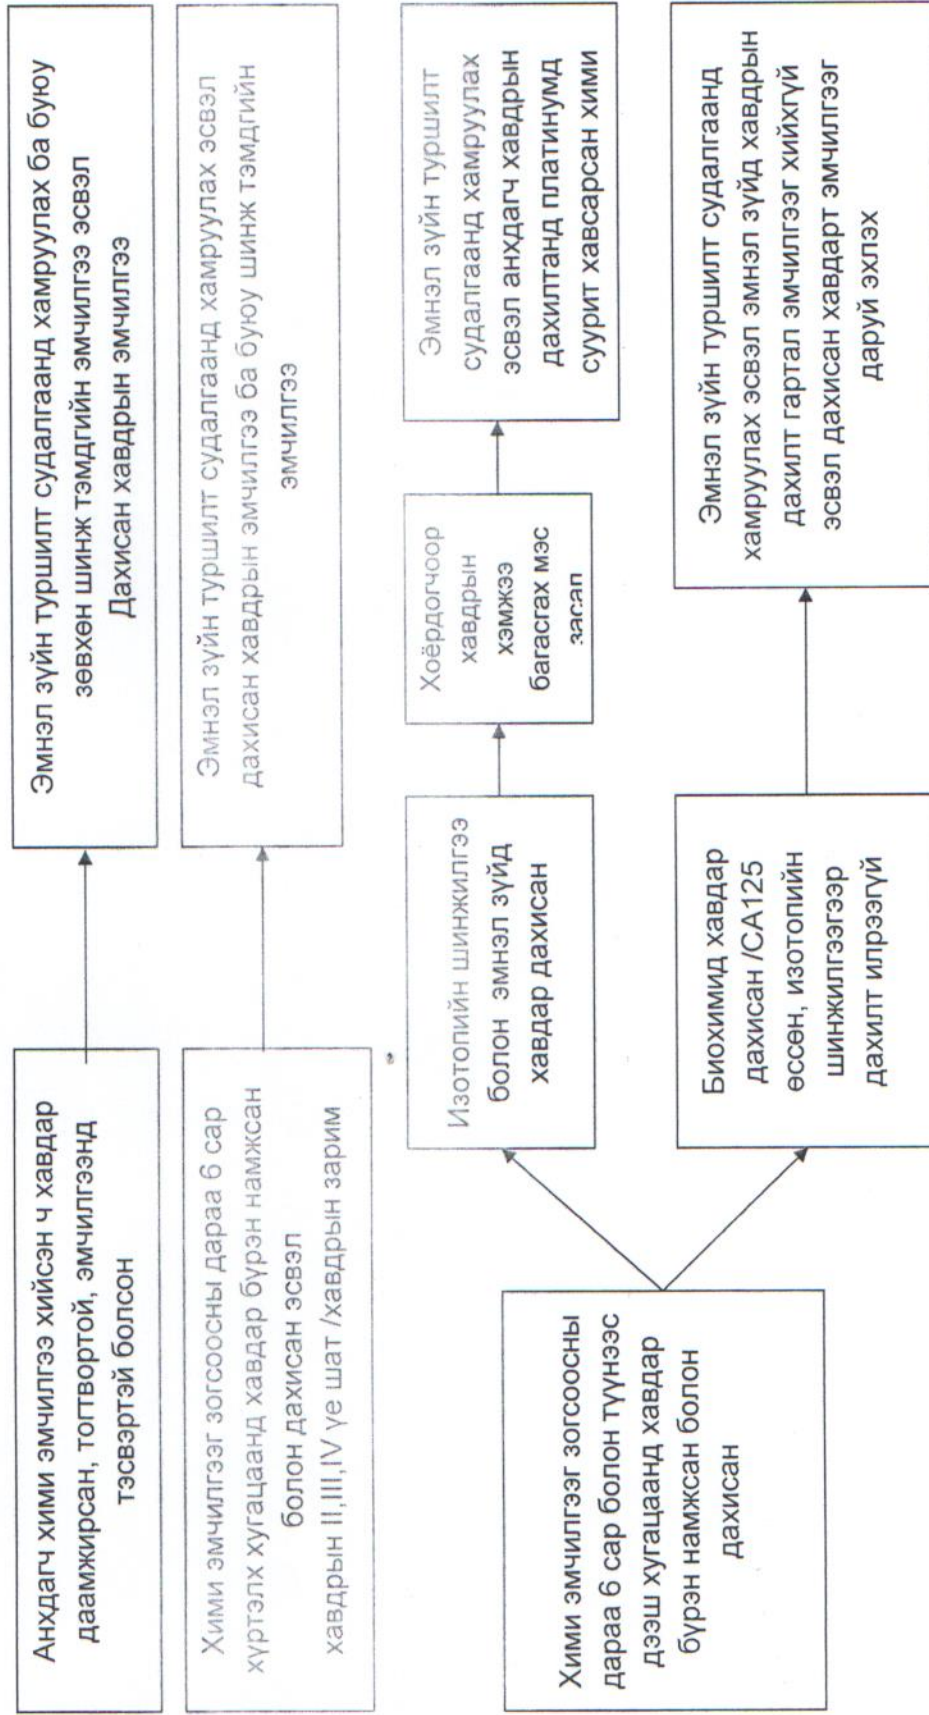 Анхдагч хими эмчилгээ хийсэн ч хавдар
даамжирсан, тогтвортой, эмчилгээнд
тэсвэртэй болсон
Эмнэл зүйн туршилт судалгаанд хамруулах ба буюу
зөвхөн шинж тэмдгийн эмчилгээ эсвэл
Дахисан хавдрын эмчилгээ
Хими эмчилгээг зогсоосны дараа 6 сар
хүртэлх хугацаанд хавдар бүрэн намжсан
болон дахисан эсвэл
хавдрын II,III,IV үе шат /хавдрын зарим
Эмнэл зүйн туршилт судалгаанд хамруулах эсвэл
дахисан хавдрын эмчилгээ ба буюу шинж тэмдгийн
эмчилгээ
Хими эмчилгээг зогсоосны
дараа 6 сар болон түүнээс
дээш хугацаанд хавдар
бүрэн намжсан болон
дахисан
Изотопийн шинжилгээ
болон эмнэл зүйд
хавдар дахисан
Хоёрдогчоор
хавдрын
хэмжээ
багасгах мэс
засал
Эмнэл зүйн туршилт
судалгаанд хамруулах
эсвэл анхдагч хавдрын
дахилтанд платинумд
суурит хавсарсан хими
Биохимид хавдар
дахисан /СА125
өссөн, изотопийн
шинжилгээгээр
дахилт илрээгүй
Эмнэл зүйн туршилт судалгаанд
хамруулах эсвэл эмнэл зүйд хавдрын
дахилт гартал эмчилгээг хийхгүй
эсвэл дахисан хавдарт эмчилгээг
даруй эхлэх